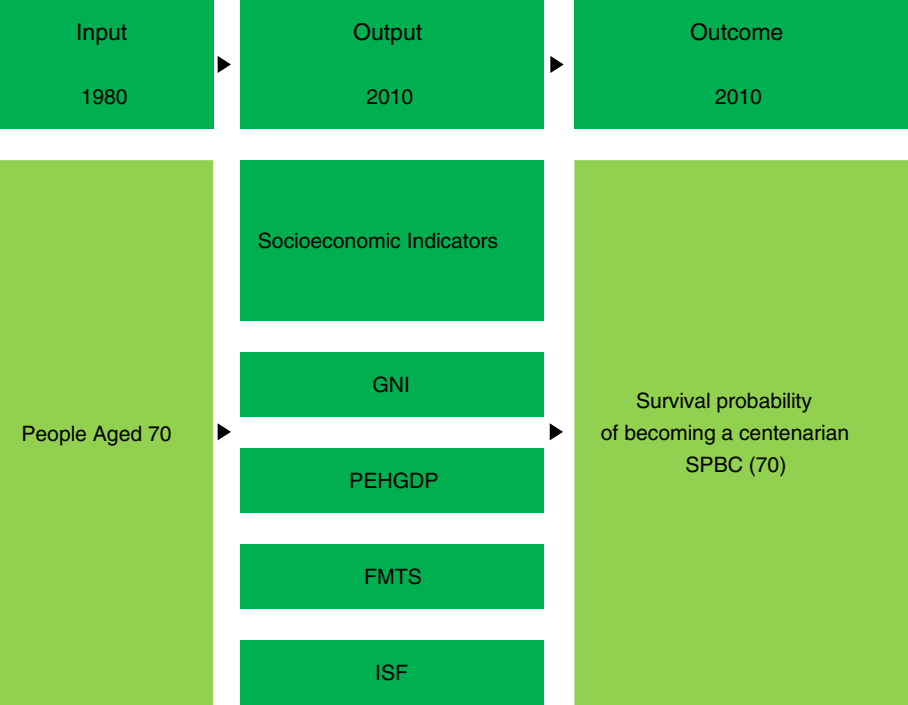 Input
1980
Output
2010
Outcome
2010
People Aged 70
Socioeconomic Indicators
GNI
PEHGDP
FMTS
ISF
Survival probability
of becoming a centenarian
SPBC (70)